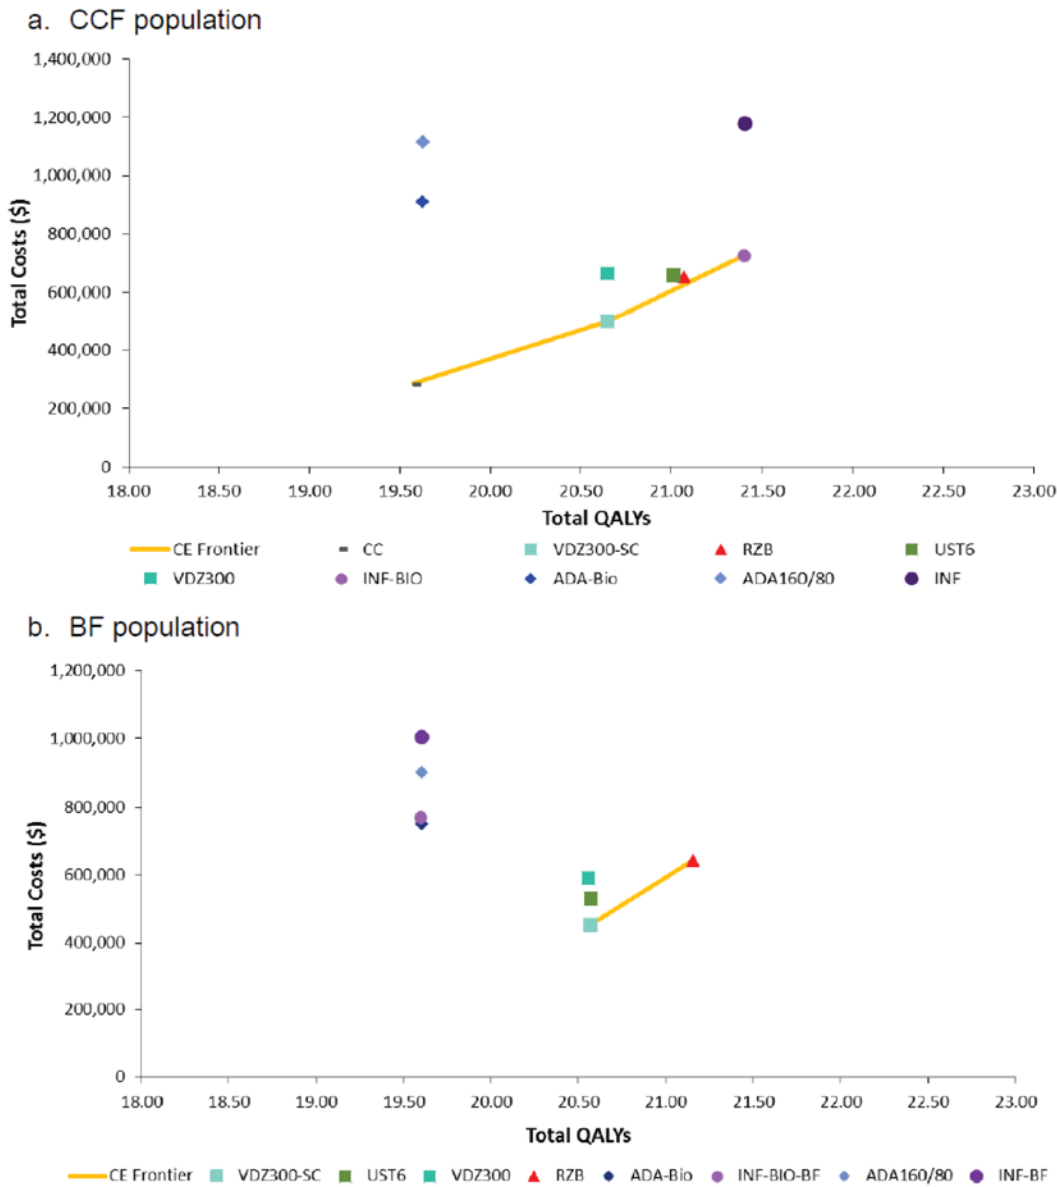 a. CCF population
1,400,000
1,200,000
1,000,000
800,000
600,000
400,000
200,000
0
Total Costs ($)
18.00 18.50 19.00 19.50 20.00 20.50 21.00 21.50 22.00 22.50 23.00
Total QALYs
CE Frontier CC VDZ300-SC RZB UST6
VDZ300 INF-BIO ADA-Bio ADA160/80 INF
b. BF population
1,200,000
1,000,000
800,000
600,000
400,000
200,000
0
Total Costs ($)
18.00 18.50 19.00 19.50 20.00 20.50 21.00 21.50 22.00 22.50 23.00
Total QALYs
CE Frontier VDZ300-SC UST6 VDZ300 RZB ADA-Bio INF-BIO-BF ADA160/80 INF-BF